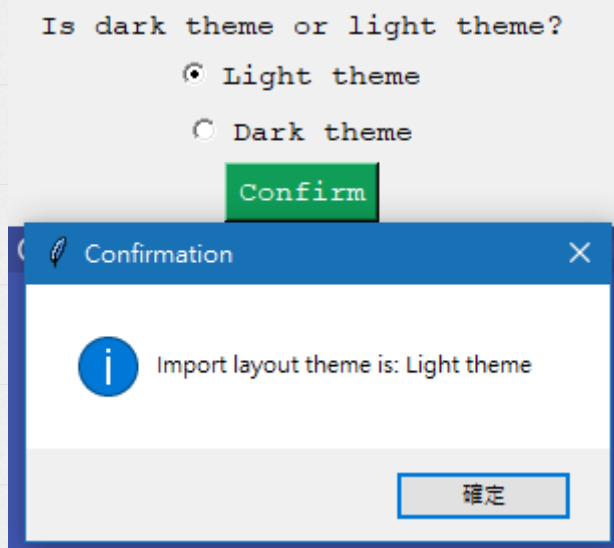 Is dark theme or light theme?
Light theme
Dark theme
Confirm
Confirmation
Import layout theme is: Light theme
確定